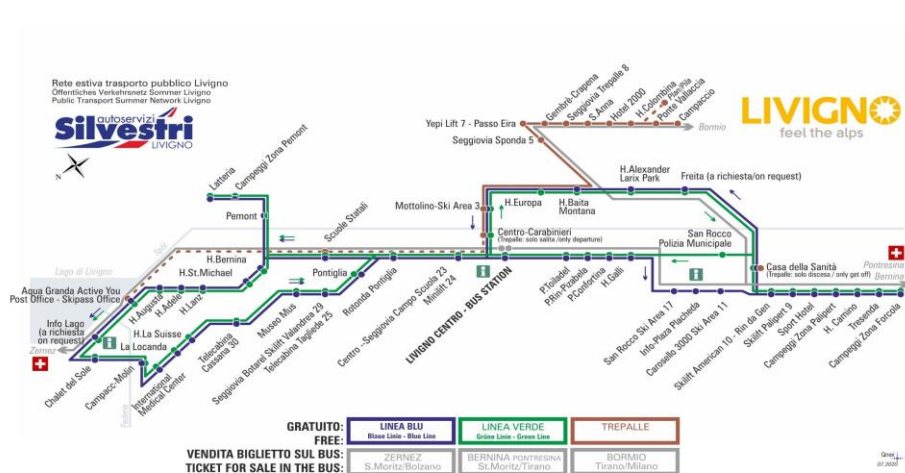 Rete estiva trasporto pubblico Livigno
Öffentliches Verkehrsnetz Sommer Livigno
Public Transport Summer Network Livigno
autoservizi
Silvestri
LIVIGNO
N
LIVIGNO
feel the alps
Gembrè-Crapena
Seggiovia Trepalle 8
S.Anna
Hotel 2000
H.Colombina
Plan/Pila
Ponte Vallaccia
Campaccio
Bormio
Yepi Lift 7 - Passo Eira
Seggiovia Sponda 5
Latteria
Campeggi Zona Pemont
Pemont
Scuole Statali
Mottolino-Ski Area 3
H.Europa
H.Baita
Montana
H.Alexander
Larix Park
Freita (a richiesta/on request)
Centro-Carabinieri
(Trepalle: solo salita /only departure)
San Rocco
Polizia Municipale
Pontresina
Bernina
Casa della Sanità
(Trepalle: solo discesa / only get off)
H.Bernina
H.St.Michael
Pontiglia
Lago di Livigno
Spöl
Aqua Granda Active You
Post Office - Skipass Office
H.Augusta
H.Adele
H.Lanz
Info Lago
(a richiesta
on request)
Zernez
H.La Suisse
La Locanda
Chalet del Sole
Campacc-Molin
Federia
International
Medical Center
Telecabina
Cassana 30
Museo Mus
Seggiovia Botarel Skilift Valandrea 29
Telecabina Tagliede 25
Rotonda Pontiglia
Centro -Seggiovia Campo Scuola 23
Minilift 24
LIVIGNO CENTRO - BUS STATION
P.Toiladel
P.Rin-Pizabela
P.Confortina
H.Galli
San Rocco Ski Area 17
Info-Plaza Placheda
Carosello 3000 Ski Area 11
Skilift American 10 - Rin da Gen
Skilift Palipert 9
Sport Hotel
Campeggi Zona Palipert
H. Camino
Tresenda
Campeggi Zona Forcola
GRATUITO:
FREE:
LINEA BLU
Blaue Linie - Blue Line
LINEA VERDE
Grüne Linie - Green Line
TREPALLE
VENDITA BIGLIETTO SUL BUS:
TICKET FOR SALE IN THE BUS:
ZERNEZ
S.Moritz/Bolzano
BERNINA PONTRESINA
St.Moritz/Tirano
BORMIO
Tirano/Milano
07.2020